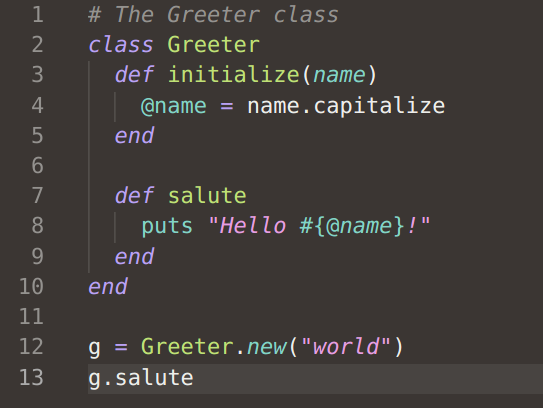 1 # The Greeter class
2 class Greeter
3   def initialize(name)
4     @name = name.capitalize
5   end
6
7   def salute
8     puts "Hello #{@name}!"
9   end
10 end
11
12 g = Greeter.new("world")
13 g.salute